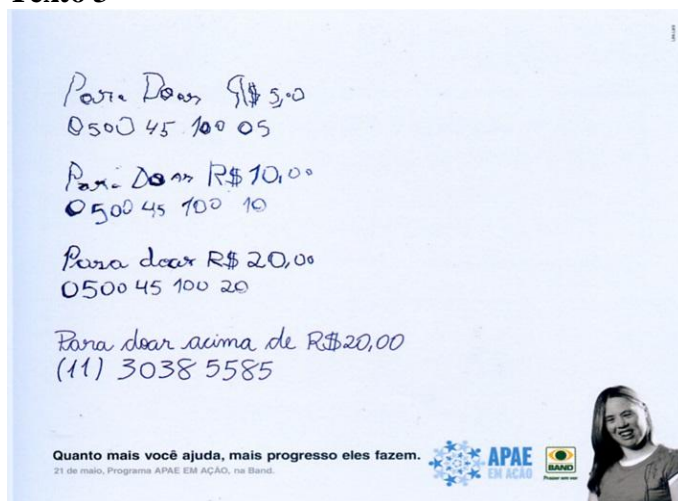 Texto 3
Para Doar R$ 5,00
0500 45 100 05
Para Doar R$ 10,00
0500 45 100 10
Para doar R$ 20,00
0500 45 100 20
Para doar acima de R$20,00
(11) 3038 5585
Quanto mais você ajuda, mais progresso eles fazem.
21 de maio, Programa APAE EM AÇÃO, na Band.
APAE
EM AÇÃO
BAND